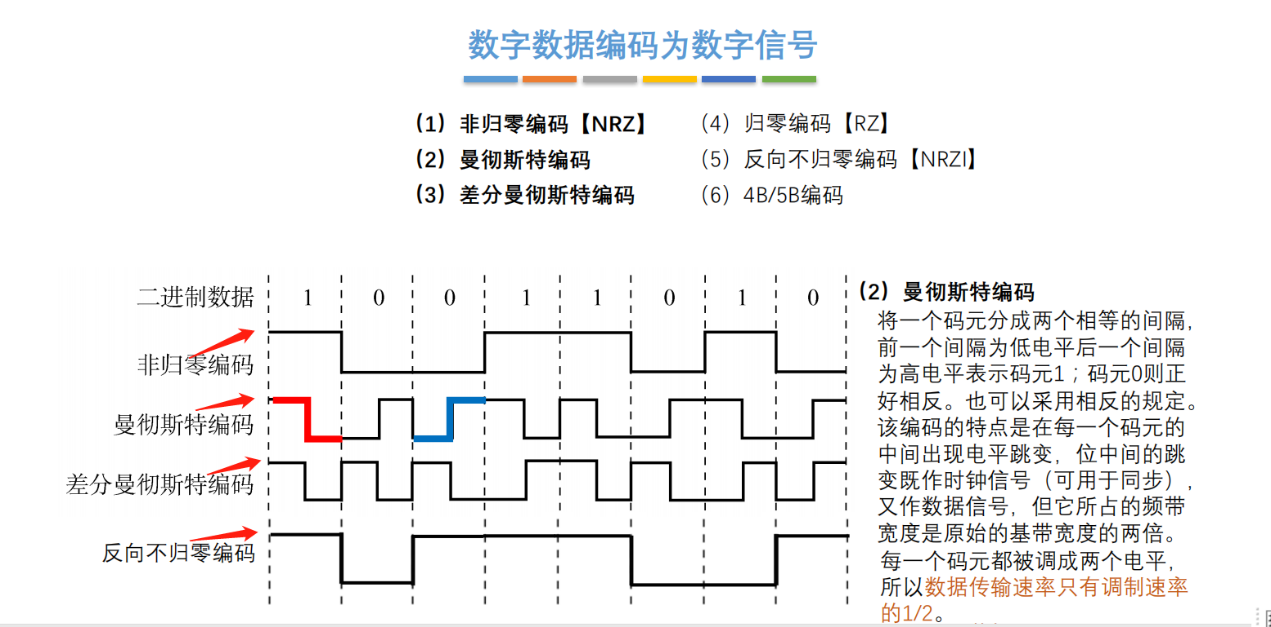 数字数据编码为数字信号
（1）非归零编码【NRZ】
（2）曼彻斯特编码
（3）差分曼彻斯特编码
（4）归零编码【RZ】
（5）反向不归零编码【NRZI】
（6）4B/5B编码
二进制数据 1 0 0 1 1 0 1 0
非归零编码
曼彻斯特编码
差分曼彻斯特编码
反向不归零编码
（2）曼彻斯特编码
将一个码元分成两个相等的间隔，
前一个间隔为低电平后一个间隔
为高电平表示码元1；码元0则正
好相反。也可以采用相反的规定。
该编码的特点是在每一个码元的
中间出现电平跳变，位中间的跳
变既作时钟信号（可用于同步），
又作数据信号，但它所占的频带
宽度是原始的基带宽度的两倍。
每一个码元都被调成两个电平，
所以数据传输速率只有调制速率
的1/2。